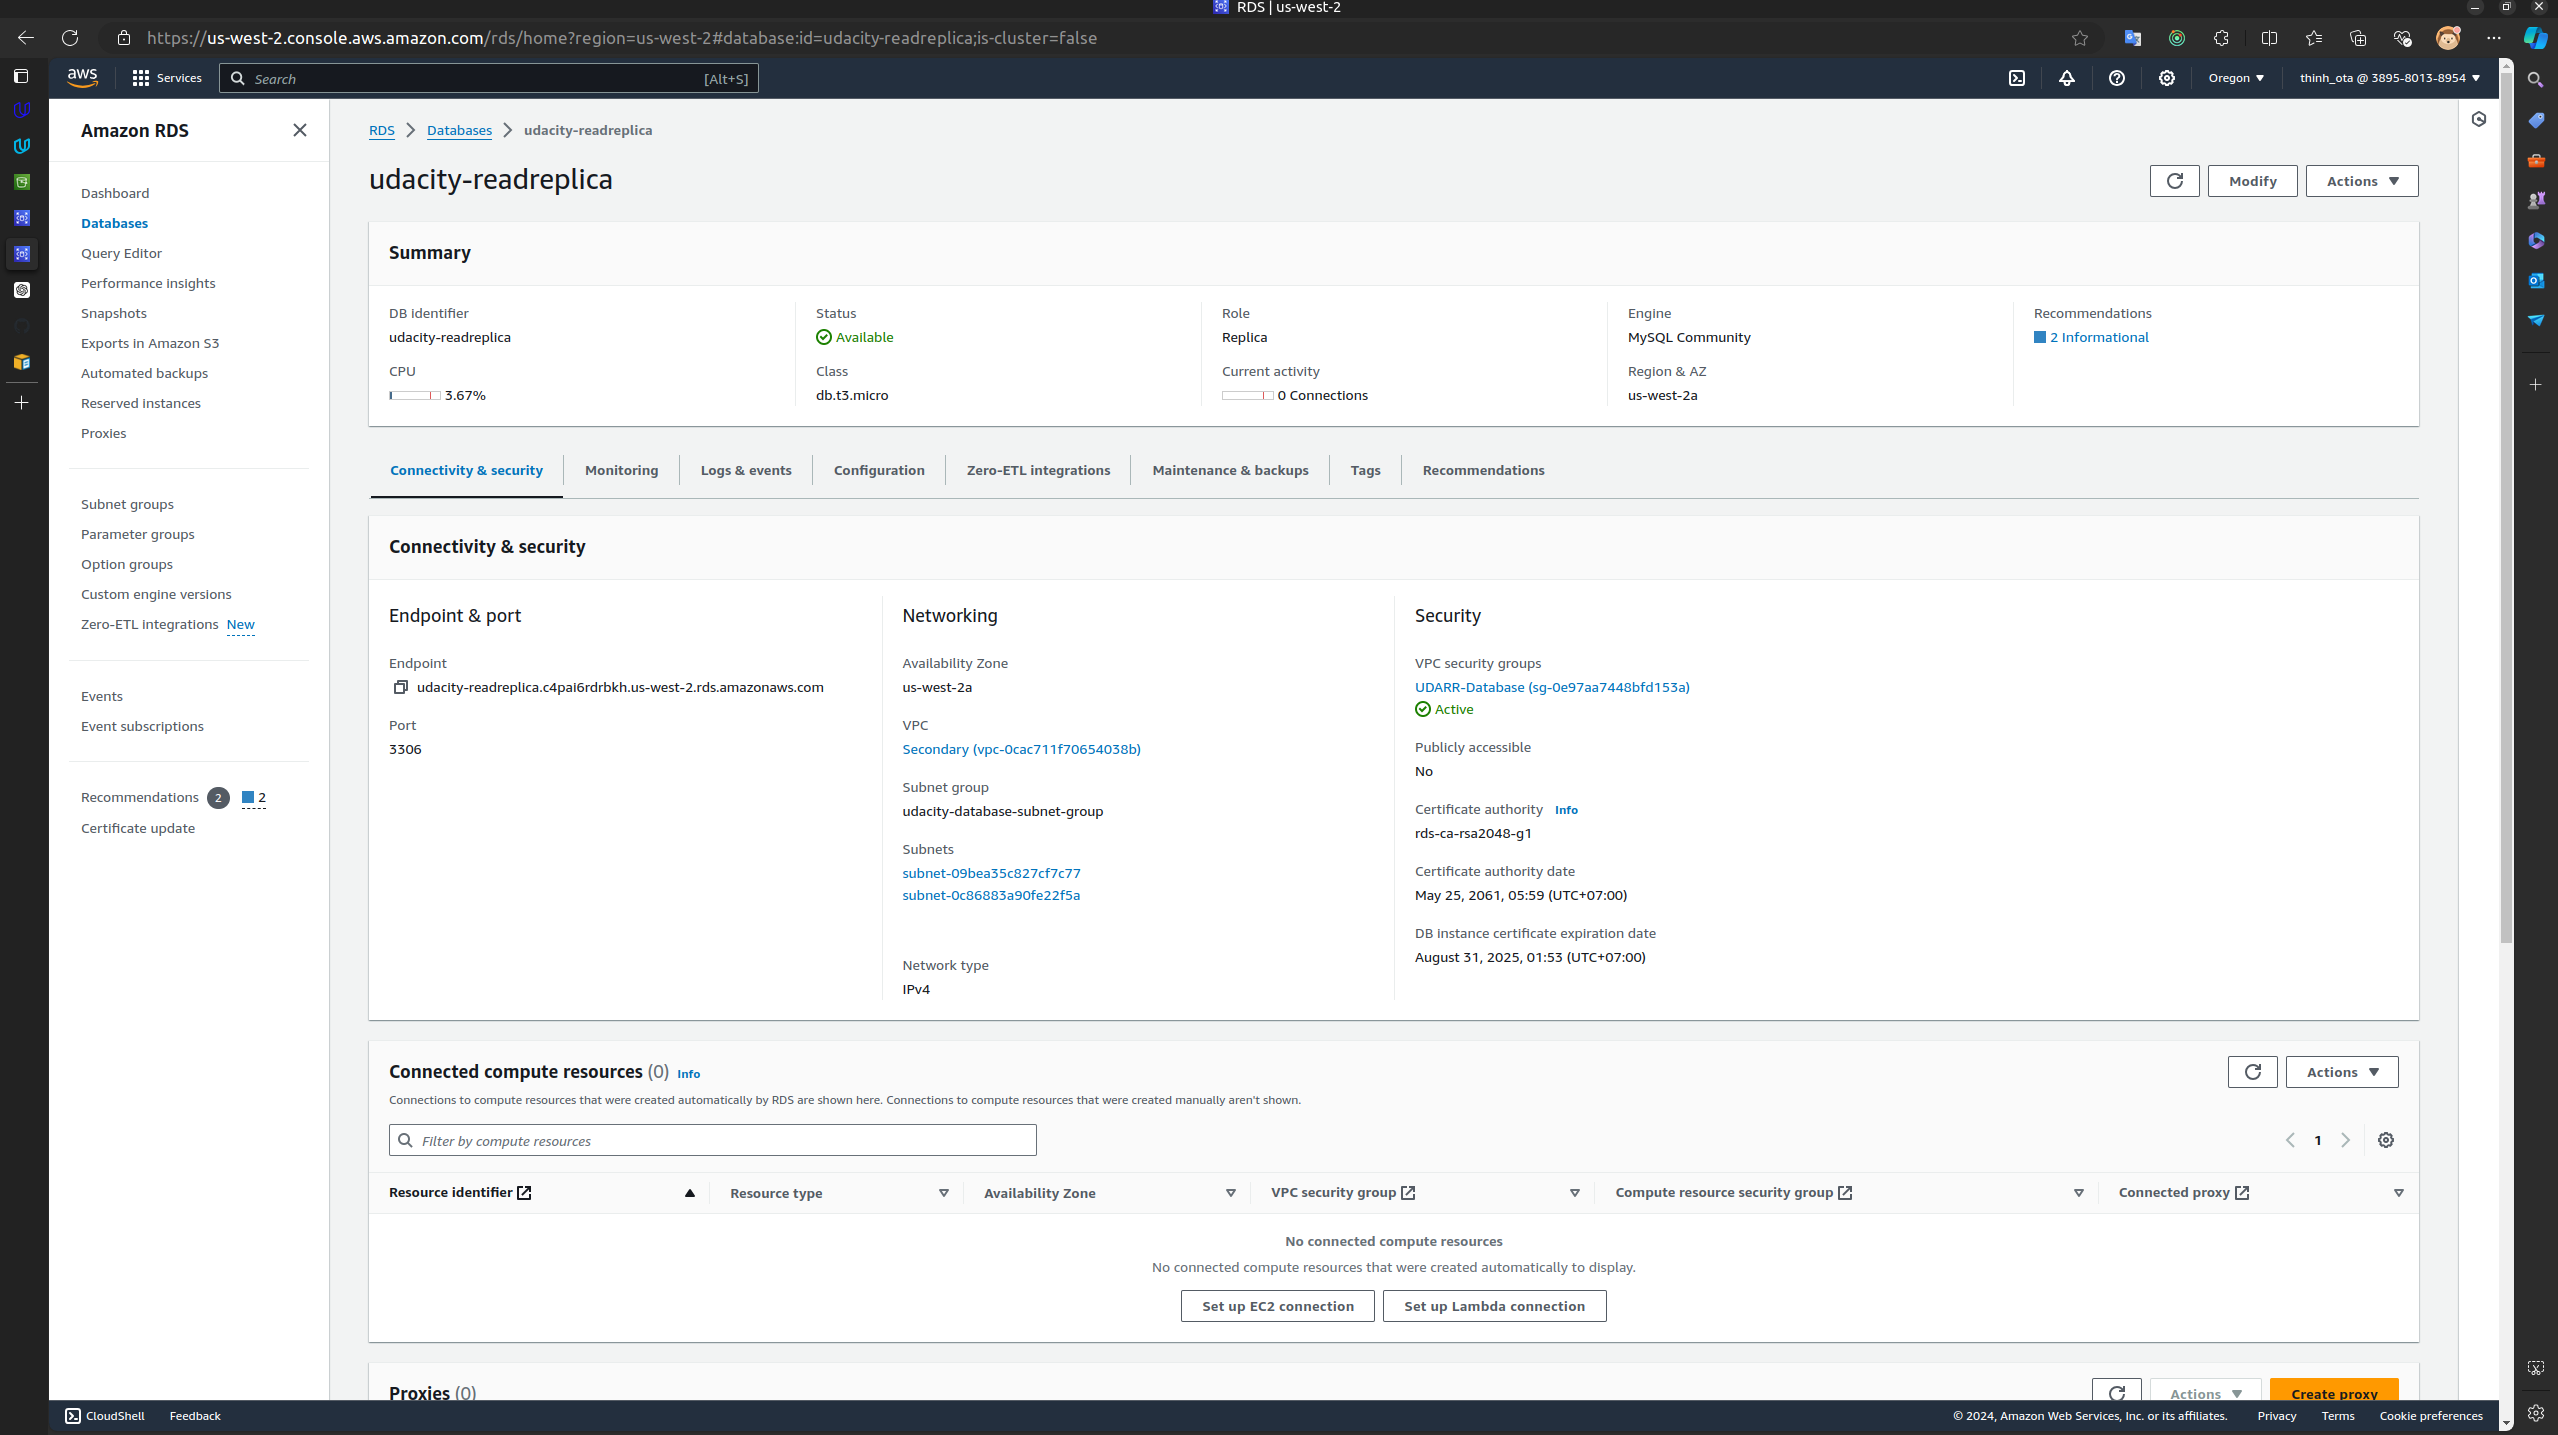 RDS | us-west-2
https://us-west-2.console.aws.amazon.com/rds/home?region=us-west-2#database:id=udacity-readreplica;is-cluster=false
aws
Services
Search
[Alt+S]
Oregon
thinh_ota @ 3895-8013-8954
Amazon RDS
Dashboard
Databases
Query Editor
Performance insights
Snapshots
Exports in Amazon S3
Automated backups
Reserved instances
Proxies
Subnet groups
Parameter groups
Option groups
Custom engine versions
Zero-ETL integrations New
Events
Event subscriptions
Recommendations 2 2
Certificate update
RDS
Databases
udacity-readreplica
udacity-readreplica
Modify
Actions
Summary
DB identifier
udacity-readreplica
CPU
3.67%
Status
Available
Class
db.t3.micro
Role
Replica
Current activity
0 Connections
Engine
MySQL Community
Region & AZ
us-west-2a
Recommendations
2 Informational
Connectivity & security
Monitoring
Logs & events
Configuration
Zero-ETL integrations
Maintenance & backups
Tags
Recommendations
Connectivity & security
Endpoint & port
Endpoint
udacity-readreplica.c4pai6rdrbkh.us-west-2.rds.amazonaws.com
Port
3306
Networking
Availability Zone
us-west-2a
VPC
Secondary (vpc-0cac711f70654038b)
Subnet group
udacity-database-subnet-group
Subnets
subnet-09bea35c827cf7c77
subnet-0c86883a90fe22f5a
Network type
IPv4
Security
VPC security groups
UDARR-Database (sg-0e97aa7448bfd153a)
Active
Publicly accessible
No
Certificate authority Info
rds-ca-rsa2048-g1
Certificate authority date
May 25, 2061, 05:59 (UTC+07:00)
DB instance certificate expiration date
August 31, 2025, 01:53 (UTC+07:00)
Connected compute resources (0) Info
Actions
Connections to compute resources that were created automatically by RDS are shown here. Connections to compute resources that were created manually aren't shown.
Filter by compute resources
1
Resource identifier
Resource type
Availability Zone
VPC security group
Compute resource security group
Connected proxy
No connected compute resources
No connected compute resources that were created automatically to display.
Set up EC2 connection
Set up Lambda connection
Proxies (0)
Actions
Create proxy
CloudShell
Feedback
© 2024, Amazon Web Services, Inc. or its affiliates.
Privacy
Terms
Cookie preferences